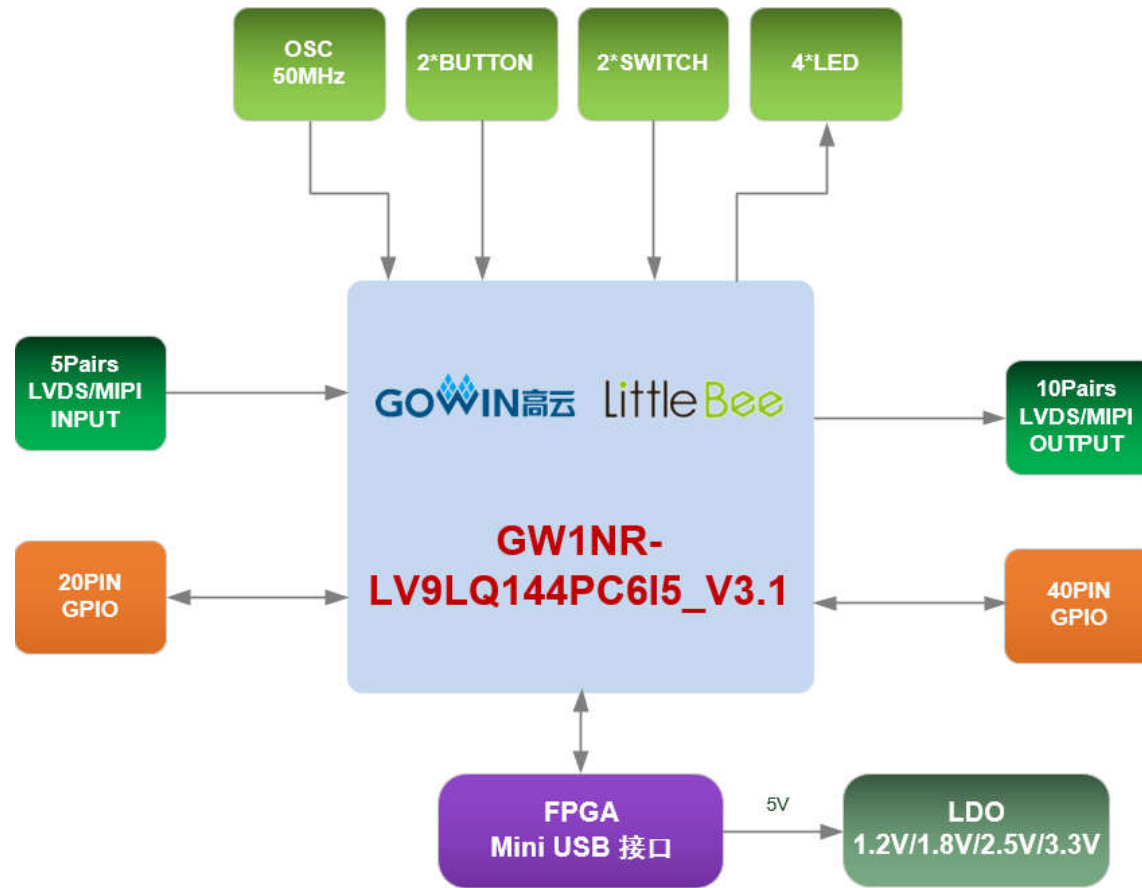 OSC
50MHz
2*BUTTON
2*SWITCH
4*LED
5Pairs
LVDS/MIPI
INPUT
GOWIN高云
LittleBee
10Pairs
LVDS/MIPI
OUTPUT
GW1NR-
LV9LQ144PC6I5_V3.1
20PIN
GPIO
40PIN
GPIO
FPGA
Mini USB 接口
5V
LDO
1.2V/1.8V/2.5V/3.3V